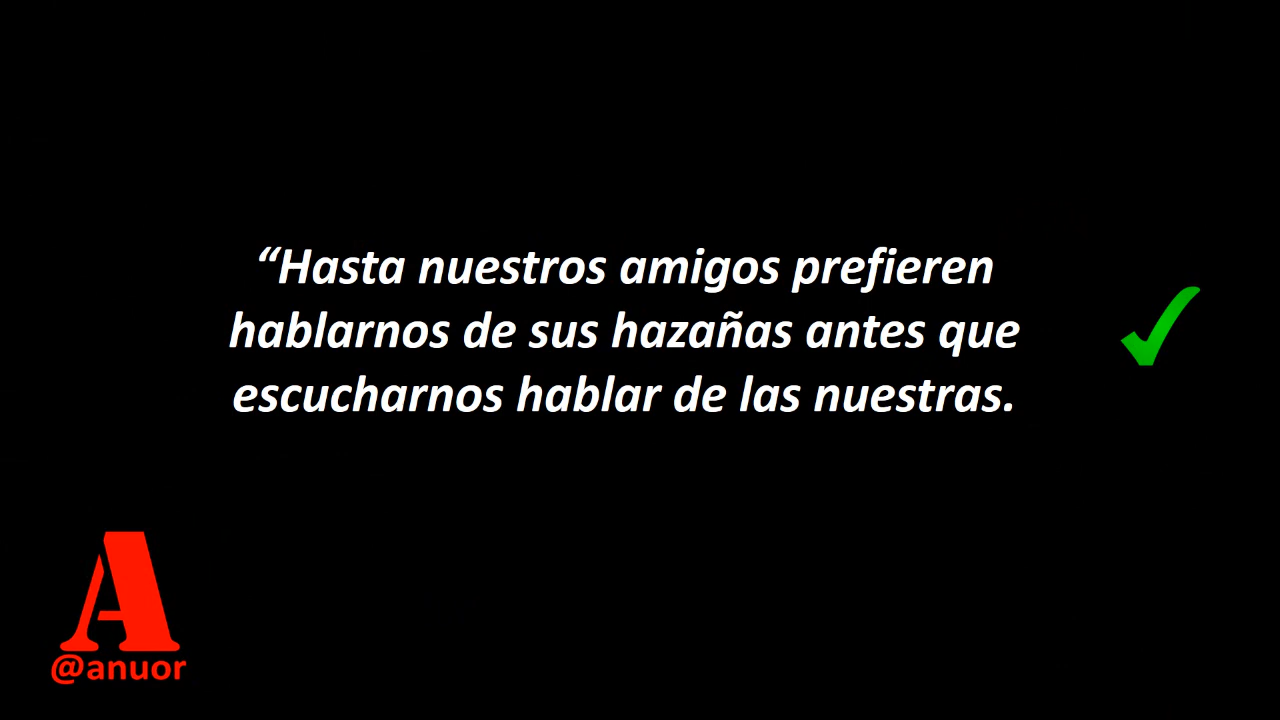 “Hasta nuestros amigos prefieren
hablarnos de sus hazañas antes que
escucharnos hablar de las nuestras.
A
@anuor